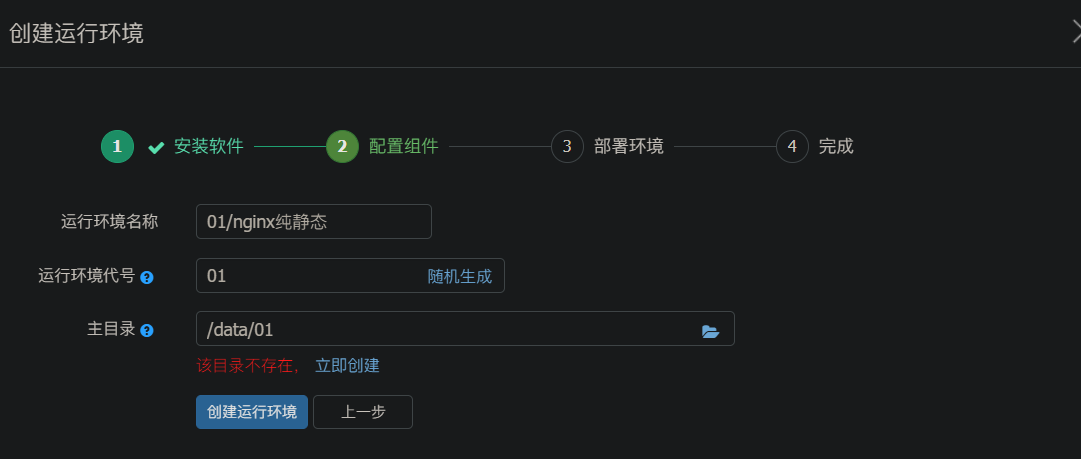 创建运行环境
1 安装软件 2 配置组件 3 部署环境 4 完成
运行环境名称 01/nginx纯静态
运行环境代号 01 随机生成
主目录 /data/01
该目录不存在， 立即创建
创建运行环境 上一步